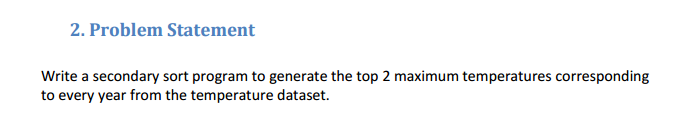 2. Problem Statement
Write a secondary sort program to generate the top 2 maximum temperatures corresponding
to every year from the temperature dataset.